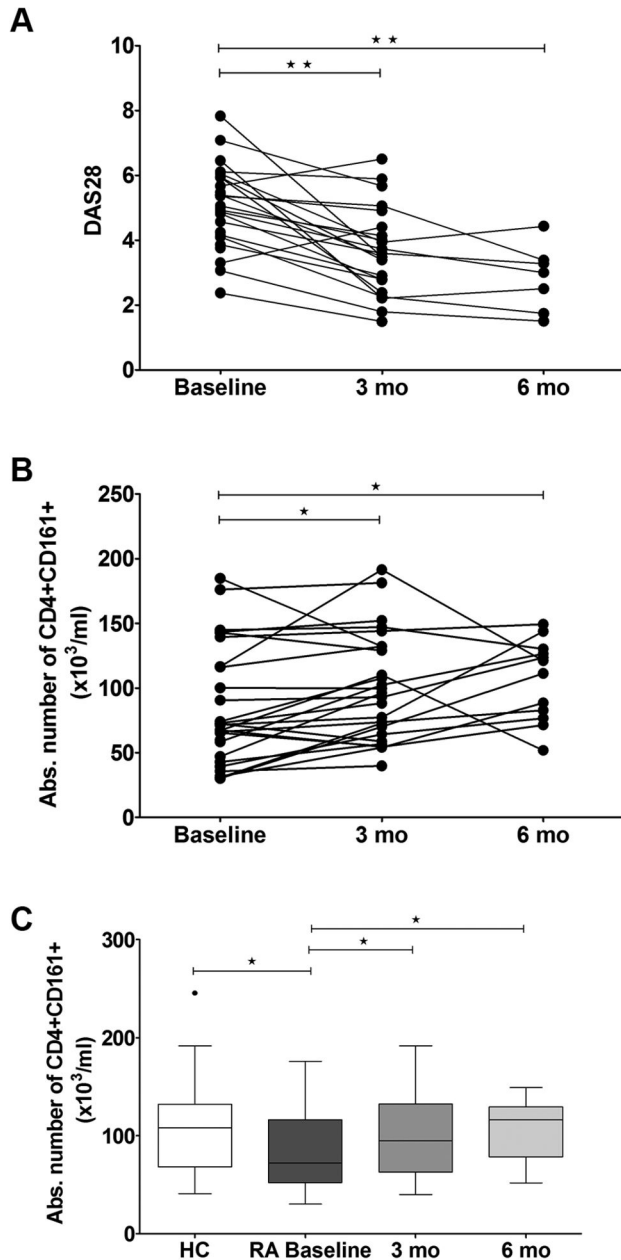 A
DAS28
10
8
6
4
2
0
★ ★
★ ★
Baseline 3 mo 6 mo
B
Abs. number of CD4+CD161+
(x10³/ml)
250
200
150
100
50
0
★
★
Baseline 3 mo 6 mo
C
Abs. number of CD4+CD161+
(x10³/ml)
300
200
100
0
★
★
★
HC RA Baseline 3 mo 6 mo